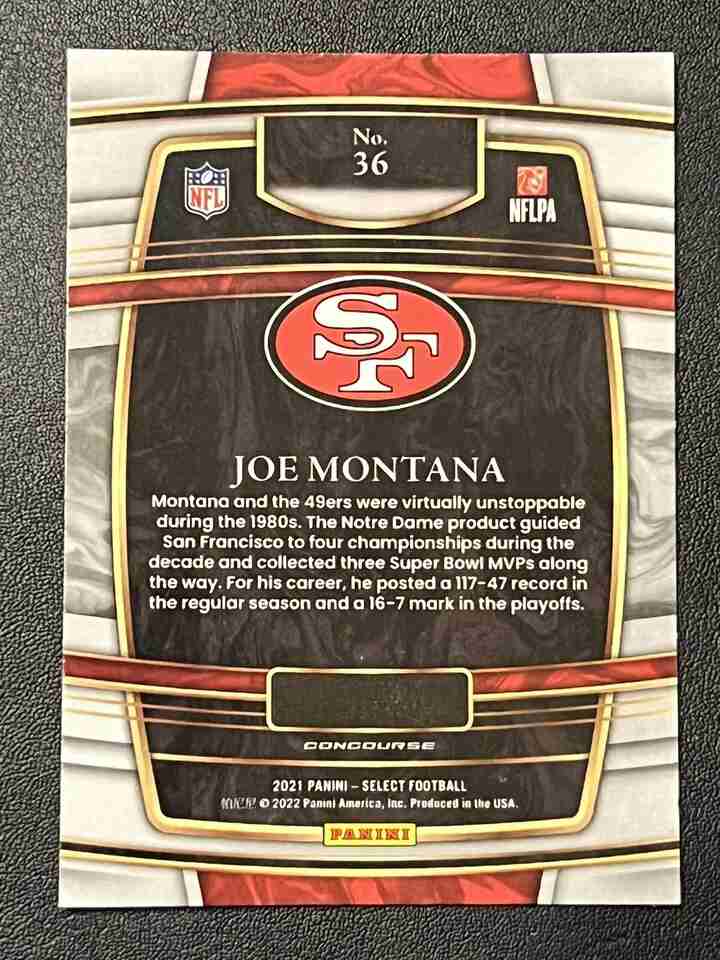 No.
36
NFL
NFLPA
SF
JOE MONTANA
Montana and the 49ers were virtually unstoppable
during the 1980s. The Notre Dame product guided
San Francisco to four championships during the
decade and collected three Super Bowl MVPs along
the way. For his career, he posted a 117-47 record in
the regular season and a 16-7 mark in the playoffs.
CONCOURSE
2021 PANINI – SELECT FOOTBALL
© 2022 Panini America, Inc. Produced in the USA.
PANINI